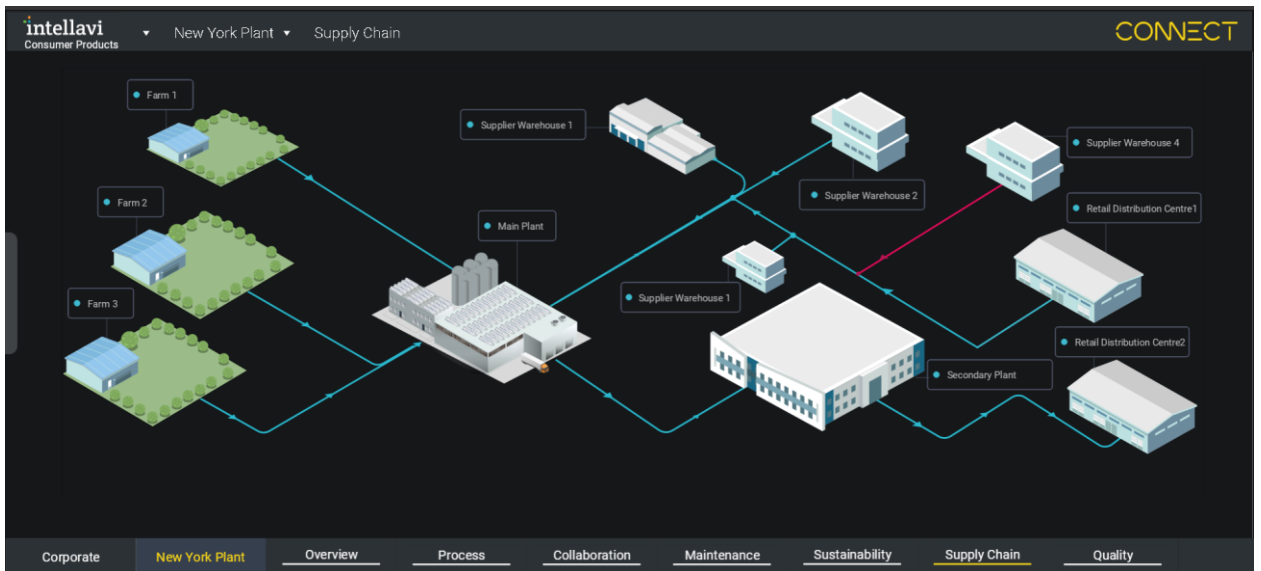 intellavi
Consumer Products
New York Plant
Supply Chain
CONNECT
Farm 1
Supplier Warehouse 1
Supplier Warehouse 4
Supplier Warehouse 2
Farm 2
Retail Distribution Centre1
Main Plant
Supplier Warehouse 1
Farm 3
Retail Distribution Centre2
Secondary Plant
Corporate
New York Plant
Overview
Process
Collaboration
Maintenance
Sustainability
Supply Chain
Quality